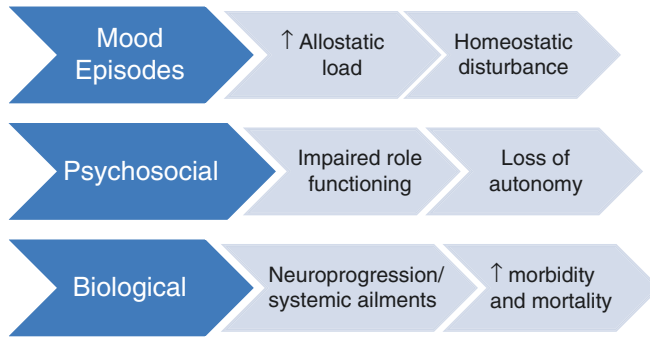 Mood
Episodes
↑ Allostatic
load
Homeostatic
disturbance
Psychosocial
Impaired role
functioning
Loss of
autonomy
Biological
Neuroprogression/
systemic ailments
↑ morbidity
and mortality